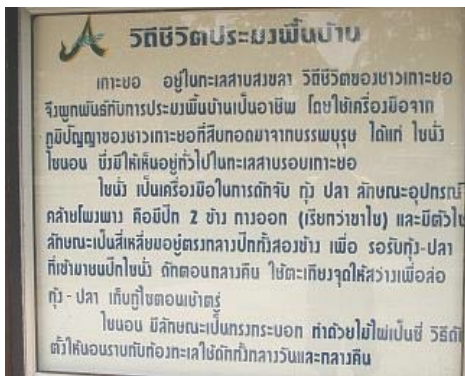 วิถีชีวิตประมงพื้นบ้าน
เกาะยอ อยู่ในทะเลสาบสงขลา วิถีชีวิตของชาวเกาะยอ
จึงผูกพันธ์กับการประมงพื้นบ้านเป็นอาชีพ โดยใช้เครื่องมือจาก
ภูมิปัญญาของชาวเกาะยอที่สืบทอดมาจากบรรพบุรุษ ได้แก่ ไซนั่ง
ไซนอน ซึ่งมีให้เห็นอยู่ทั่วไปในทะเลสาบรอบเกาะยอ
ไซนั่ง เป็นเครื่องมือในการดักจับ กุ้ง ปลา ลักษณะอุปกรณ์
คล้ายโพงพาง คือมีปีก 2 ข้าง กางออก (เรียกว่าขาไซ) และมีตัวไซ
ลักษณะเป็นสี่เหลี่ยมอยู่ตรงกลางปีกทั้งสองข้าง เพื่อ รอรับกุ้ง-ปลา
ที่เข้ามาชนปีกไซนั่ง ดักตอนกลางคืน ใช้ตะเกียงจุดให้สว่างเพื่อล่อ
กุ้ง - ปลา เก็บกู้ไซตอนเช้าตรู่
ไซนอน มีลักษณะเป็นทรงกระบอก ทำด้วยไม้ไผ่เป็นซี่ วิธีดัก
ตั้งให้นอนราบกับท้องทะเลใช้ดักทั้งกลางวันและกลางคืน